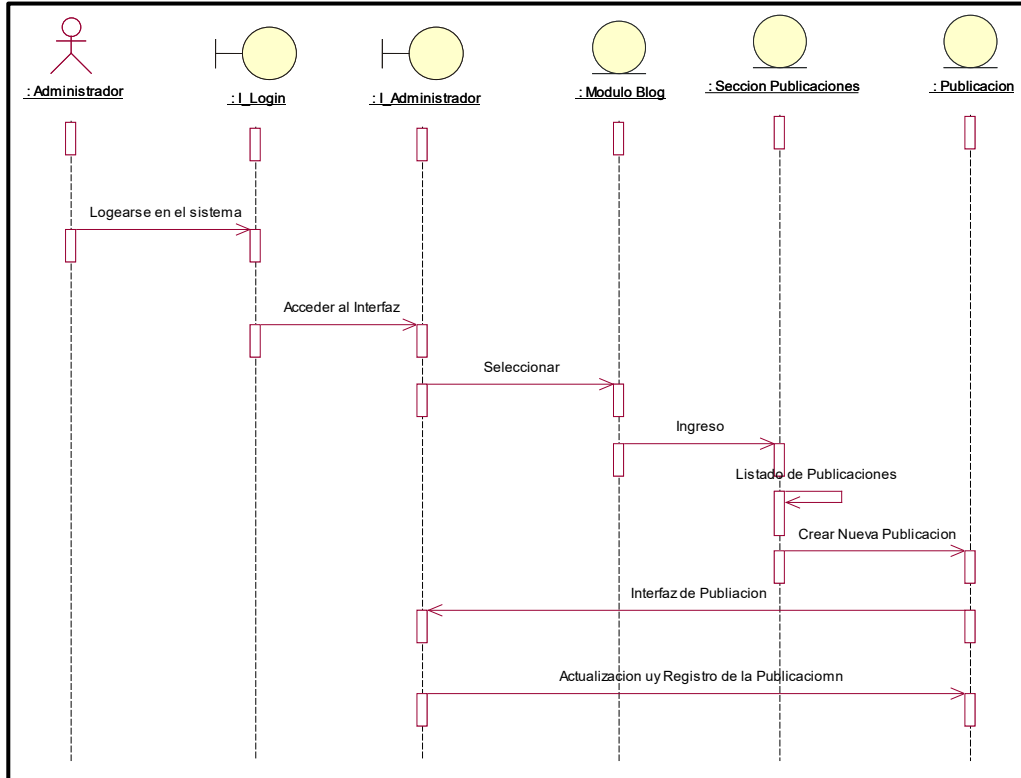 : Administrador
: I_Login
: I_Administrador
: Modulo Blog
: Seccion Publicaciones
: Publicacion
Logearse en el sistema
Acceder al Interfaz
Seleccionar
Ingreso
Listado de Publicaciones
Crear Nueva Publicacion
Interfaz de Publiacion
Actualizacion uy Registro de la Publicaciomn